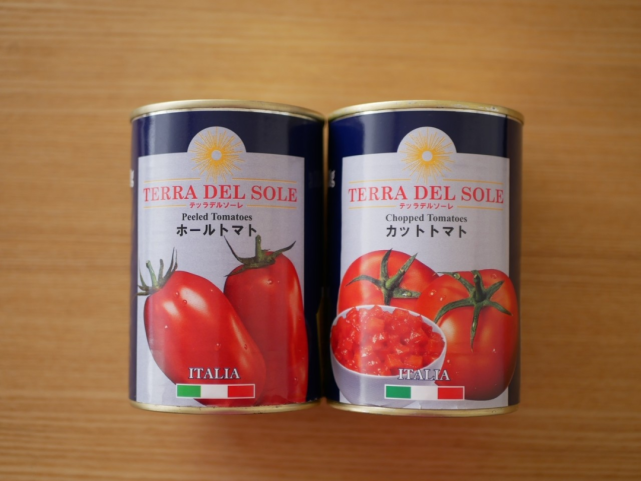 TERRA DEL SOLE
テッラデルソーレ
Peeled Tomatoes
ホールトマト
ITALIA
TERRA DEL SOLE
テッラデルソーレ
Chopped Tomatoes
カットトマト
ITALIA